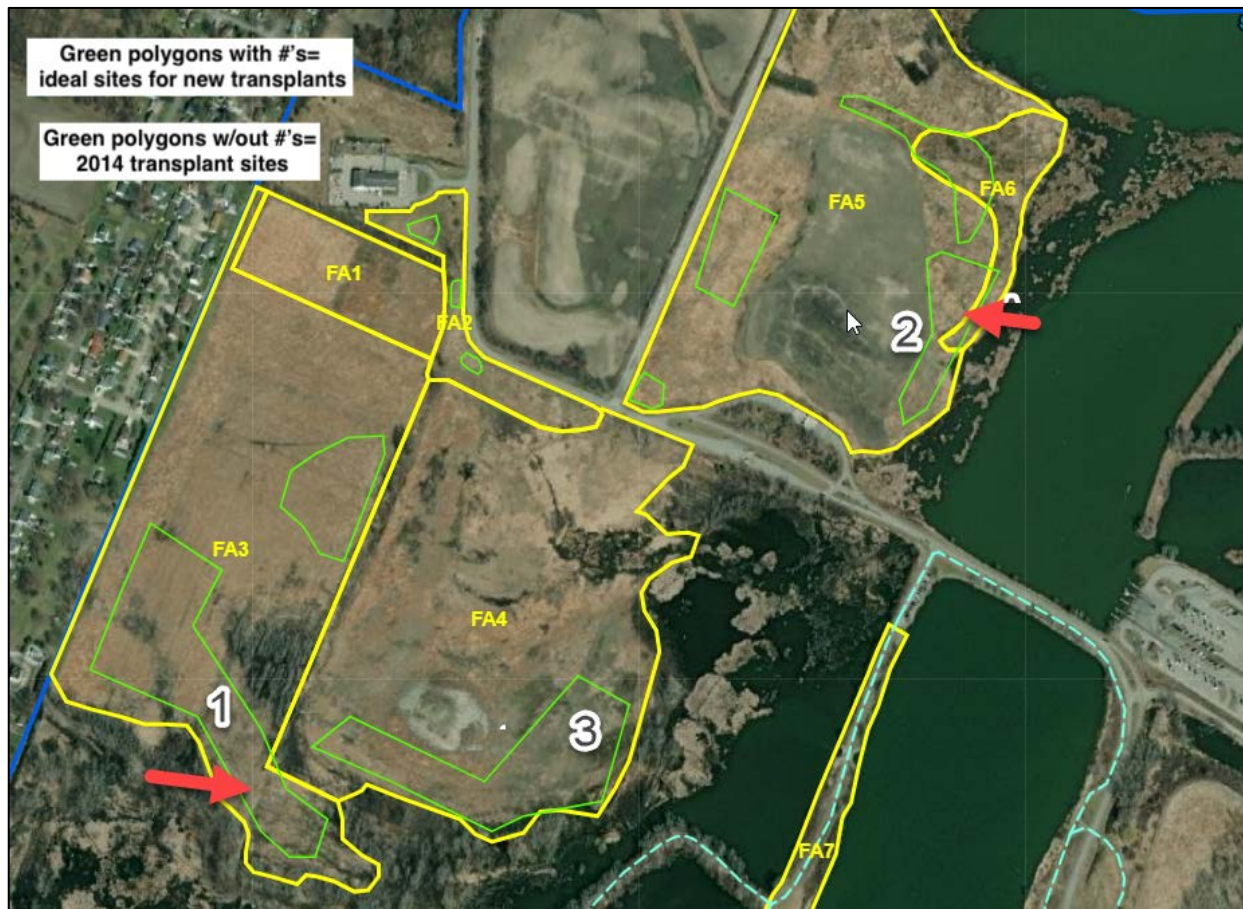 Green polygons with #'s=
ideal sites for new transplants
Green polygons w/out #'s=
2014 transplant sites
FA1
FA2
FA3
FA4
FA5
FA6
FA7
1
2
3